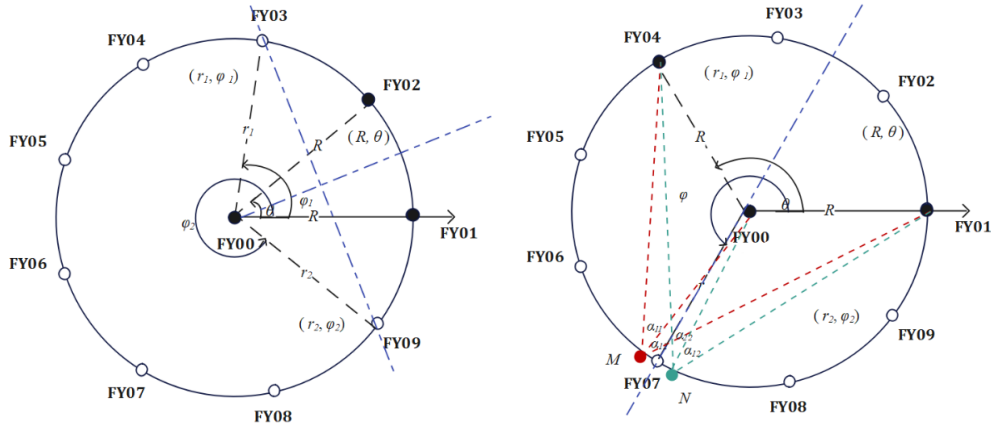 FY03
FY04
(r₁, φ₁)
FY02
r₁
R
(R, θ)
FY05
φ₁
θ
φ₂
R
FY00
FY01
FY06
r₂
(r₂, φ₂)
FY09
FY07
FY08
FY03
FY04
(r₁, φ₁)
FY02
R
(R, θ)
FY05
φ
θ
R
FY00
FY01
FY06
r
(r₂, φ₂)
FY09
α₁₂
M
FY07
N
FY08